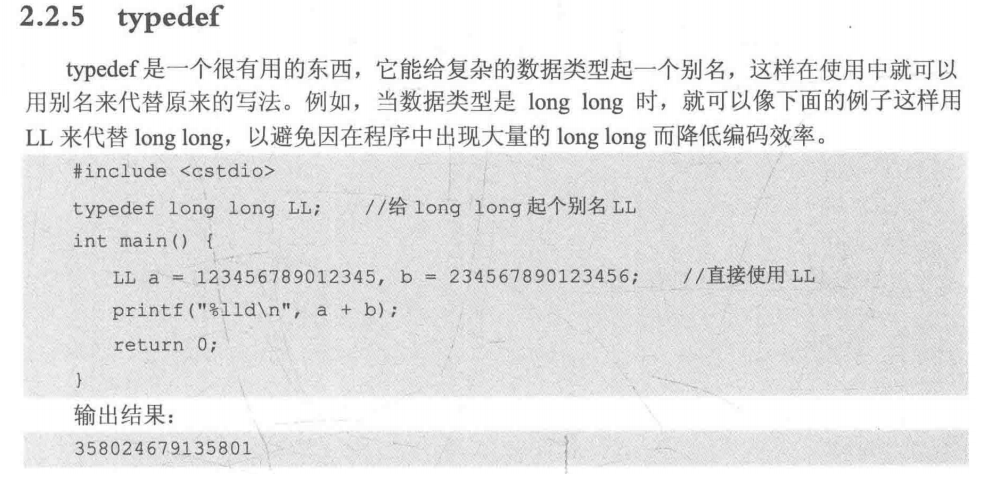 2.2.5 typedef
typedef 是一个很有用的东西，它能给复杂的数据类型起一个别名，这样在使用中就可以
用别名来代替原来的写法。例如，当数据类型是 long long 时，就可以像下面的例子这样用
LL 来代替 long long，以避免因在程序中出现大量的 long long 而降低编码效率。
#include <cstdio>
typedef long long LL; //给 long long 起个别名 LL
int main() {
LL a = 123456789012345, b = 234567890123456; //直接使用 LL
printf("%lld\n", a + b);
return 0;
}
输出结果：
358024679135801